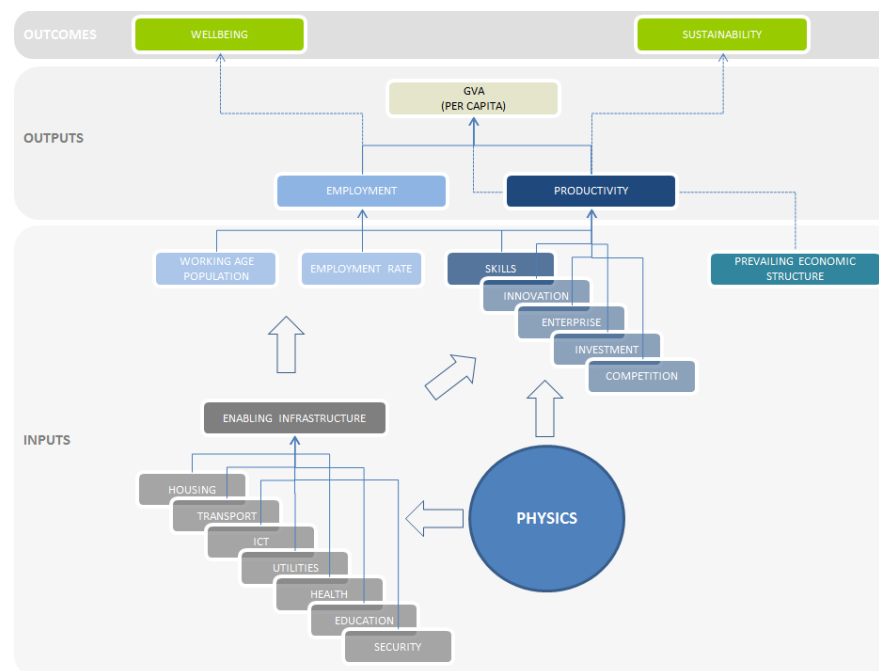 OUTCOMES
WELLBEING
SUSTAINABILITY
GVA
(PER CAPITA)
OUTPUTS
EMPLOYMENT
PRODUCTIVITY
WORKING AGE
POPULATION
EMPLOYMENT RATE
SKILLS
PREVAILING ECONOMIC
STRUCTURE
INNOVATION
ENTERPRISE
INVESTMENT
COMPETITION
ENABLING INFRASTRUCTURE
INPUTS
HOUSING
TRANSPORT
ICT
UTILITIES
HEALTH
EDUCATION
SECURITY
PHYSICS